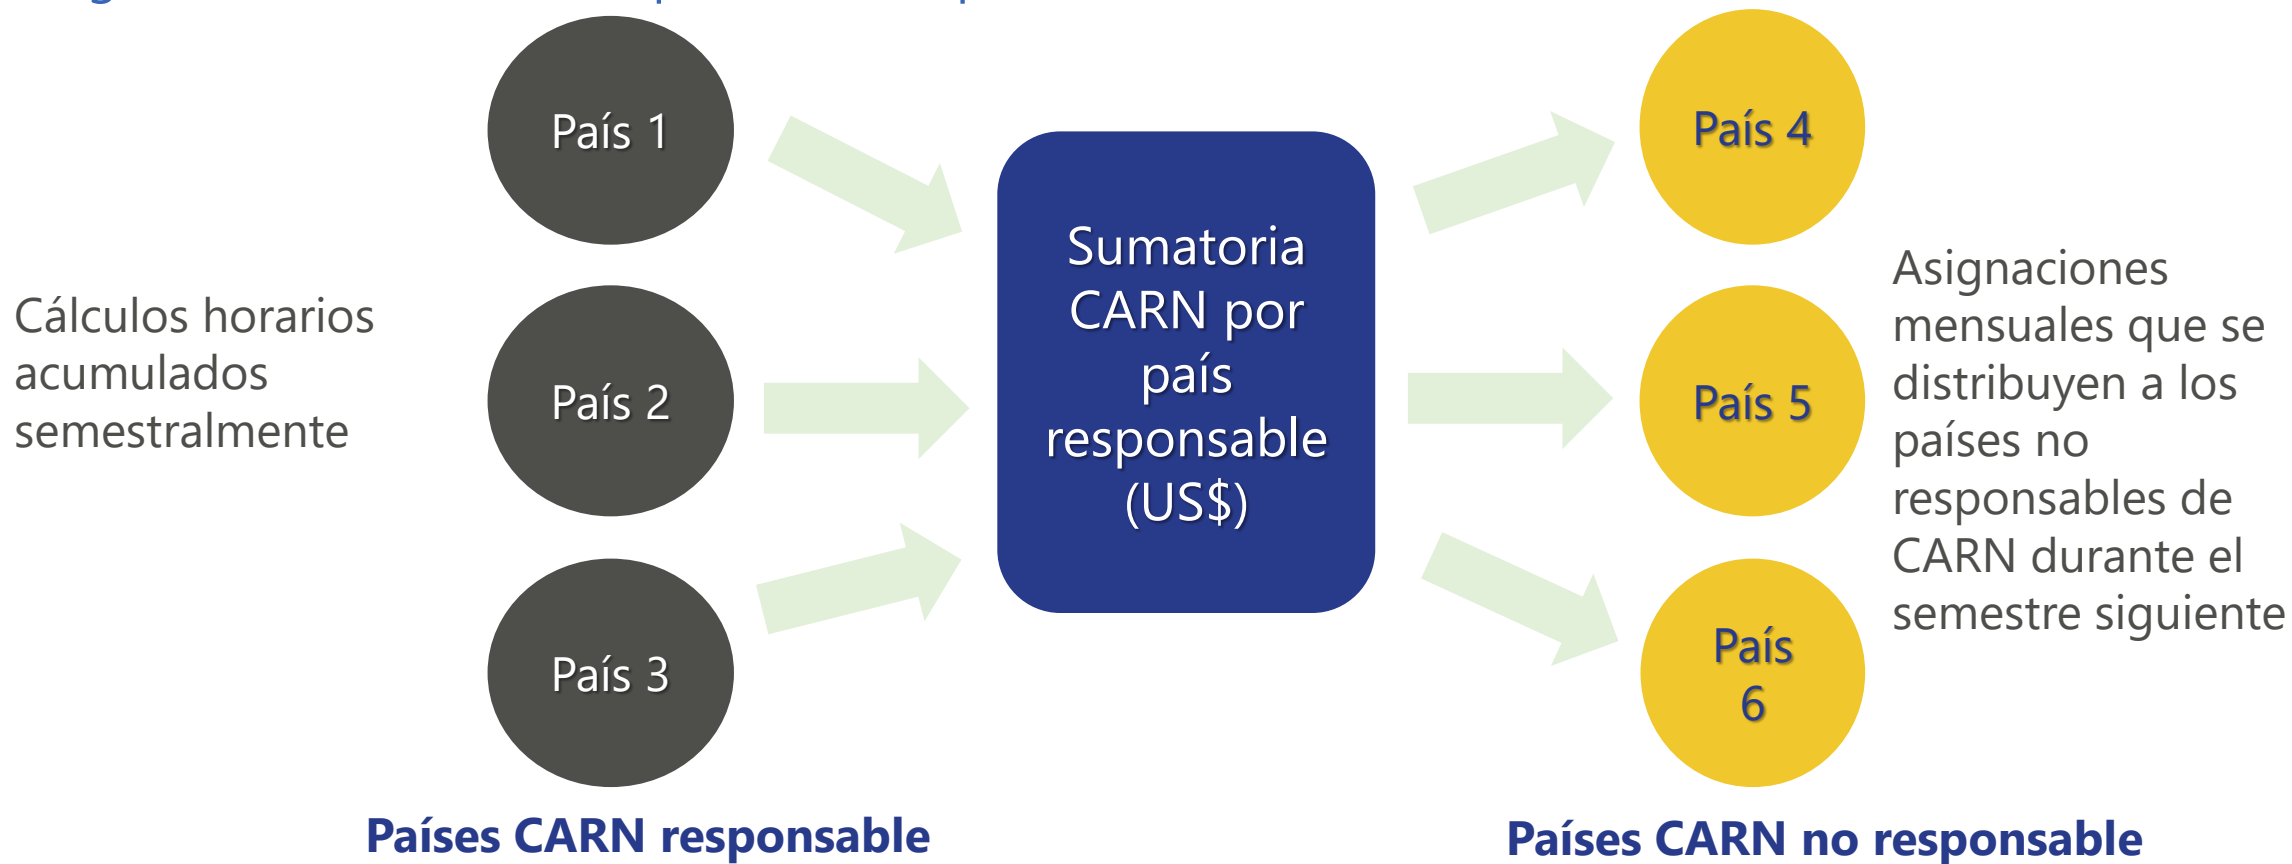 País 1
País 2
País 3
Cálculos horarios
acumulados
semestralmente
Países CARN responsable
Sumatoria
CARN por
país
responsable
(US$)
País 4
País 5
País
6
Asignaciones
mensuales que se
distribuyen a los
países no
responsables de
CARN durante el
semestre siguiente
Países CARN no responsable